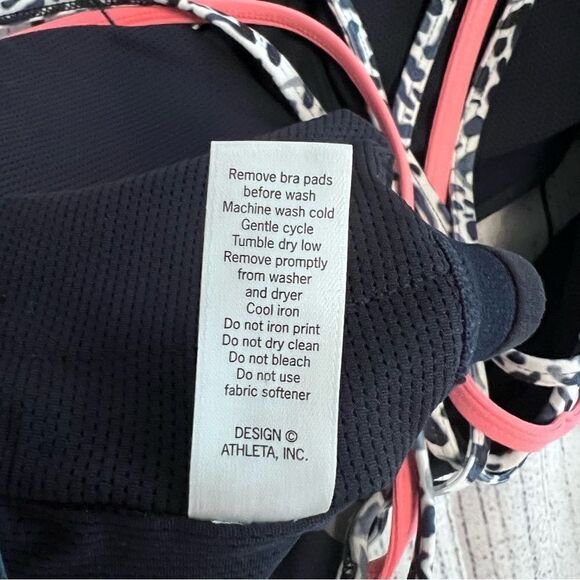 Remove bra pads
before wash
Machine wash cold
Gentle cycle
Tumble dry low
Remove promptly
from washer
and dryer
Cool iron
Do not iron print
Do not dry clean
Do not bleach
Do not use
fabric softener
DESIGN ©
ATHLETA, INC.